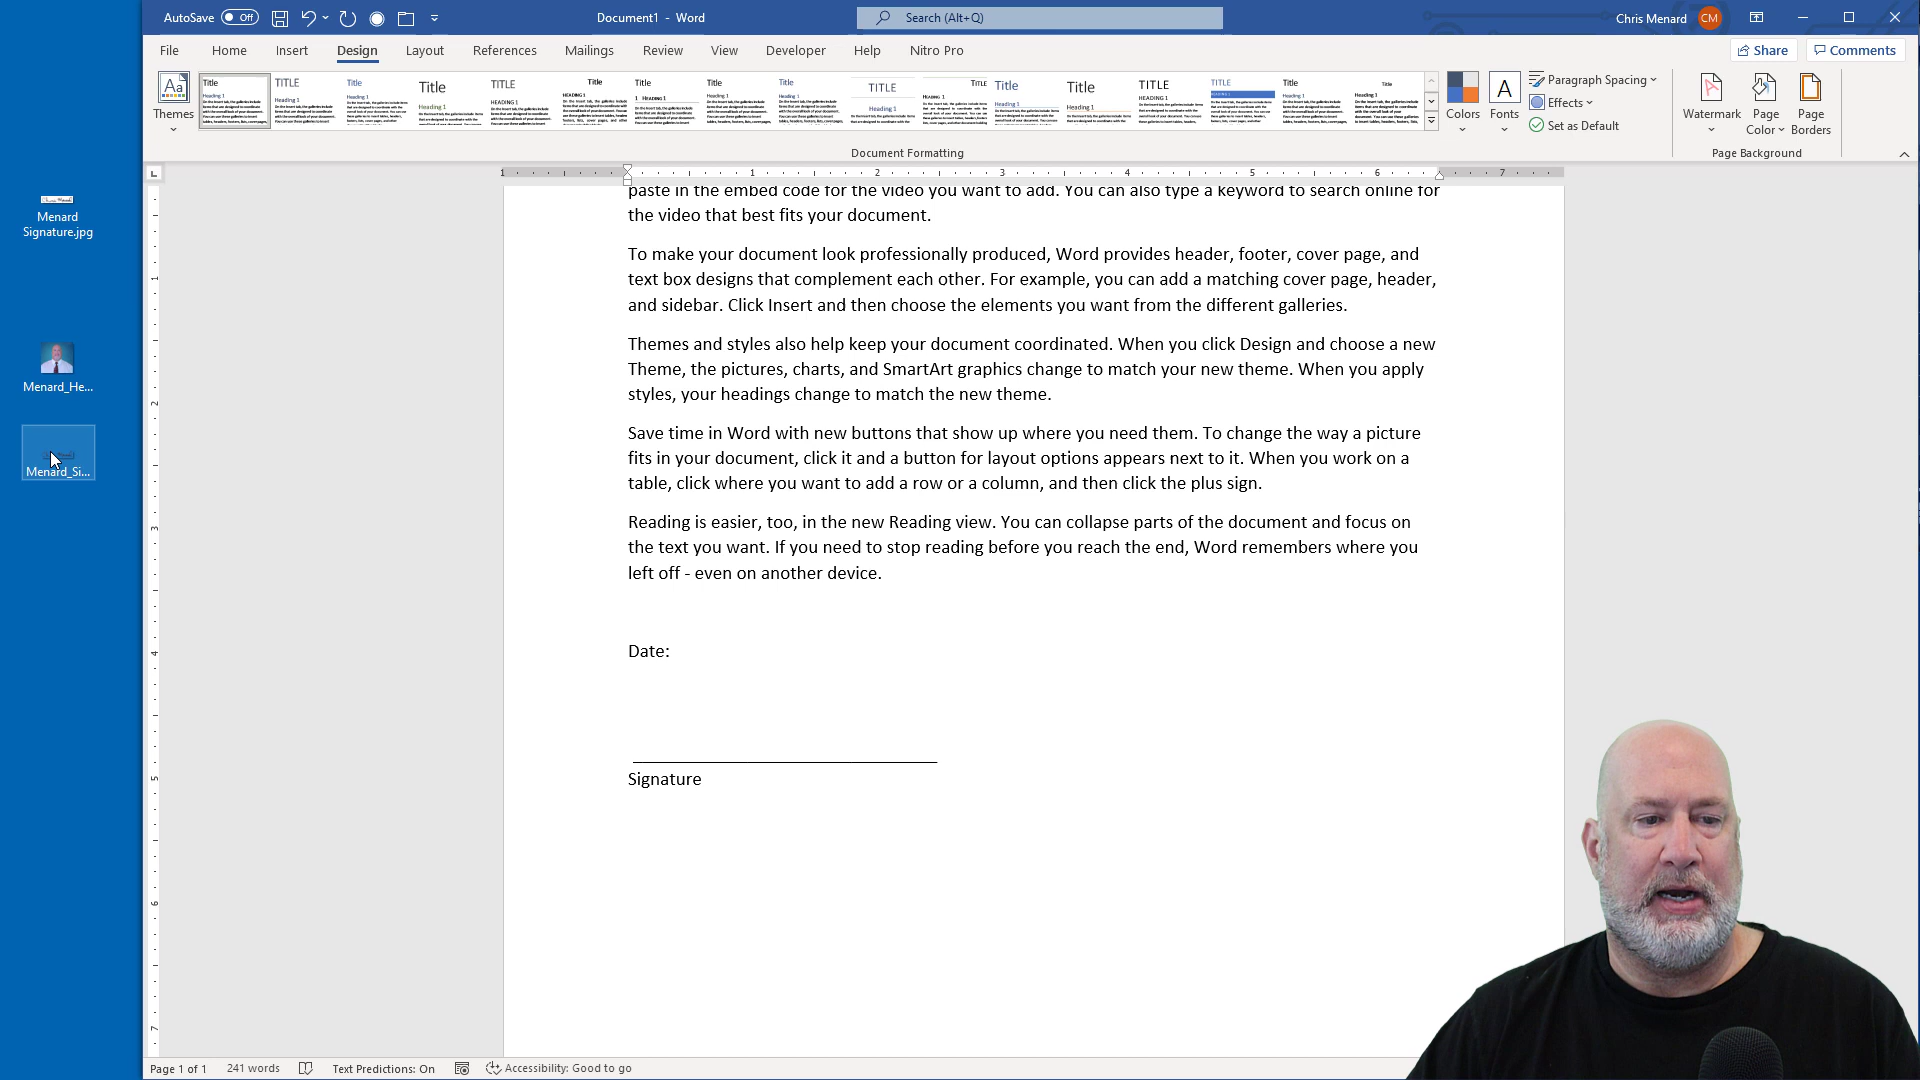 AutoSave Off
Document1 - Word
Search (Alt+Q)
Chris Menard CM
File Home Insert Design Layout References Mailings Review View Developer Help Nitro Pro
Share Comments
Themes
Colors
Fonts
Paragraph Spacing
Effects
Set as Default
Watermark
Page Color
Page Borders
Document Formatting
Page Background
Menard Signature.jpg
Menard_He...
Menard_Si...
paste in the embed code for the video you want to add. You can also type a keyword to search online for
the video that best fits your document.
To make your document look professionally produced, Word provides header, footer, cover page, and
text box designs that complement each other. For example, you can add a matching cover page, header,
and sidebar. Click Insert and then choose the elements you want from the different galleries.
Themes and styles also help keep your document coordinated. When you click Design and choose a new
Theme, the pictures, charts, and SmartArt graphics change to match your new theme. When you apply
styles, your headings change to match the new theme.
Save time in Word with new buttons that show up where you need them. To change the way a picture
fits in your document, click it and a button for layout options appears next to it. When you work on a
table, click where you want to add a row or a column, and then click the plus sign.
Reading is easier, too, in the new Reading view. You can collapse parts of the document and focus on
the text you want. If you need to stop reading before you reach the end, Word remembers where you
left off - even on another device.
Date:
Signature
Page 1 of 1 241 words Text Predictions: On Accessibility: Good to go